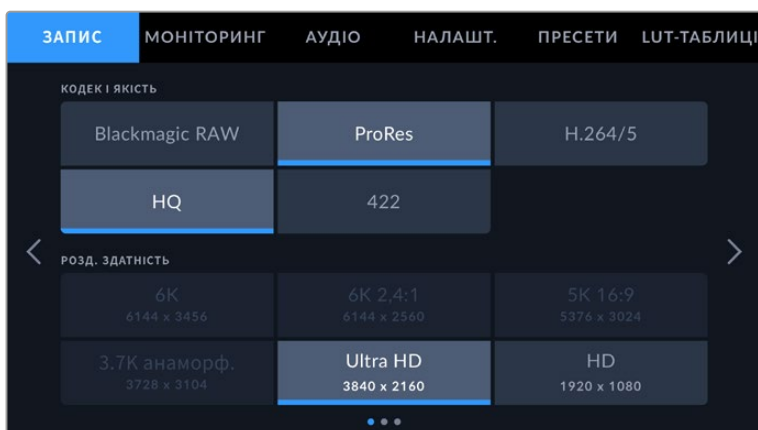 ЗАПИС МОНІТОРИНГ АУДІО НАЛАШТ. ПРЕСЕТИ LUT-ТАБЛИЦІ
КОДЕК І ЯКІСТЬ
Blackmagic RAW ProRes H.264/5
HQ 422
РОЗД. ЗДАТНІСТЬ
6K 6K 2,4:1 5K 16:9
6144 x 3456 6144 x 2560 5376 x 3024
3.7K анаморф. Ultra HD HD
3728 x 3104 3840 x 2160 1920 x 1080